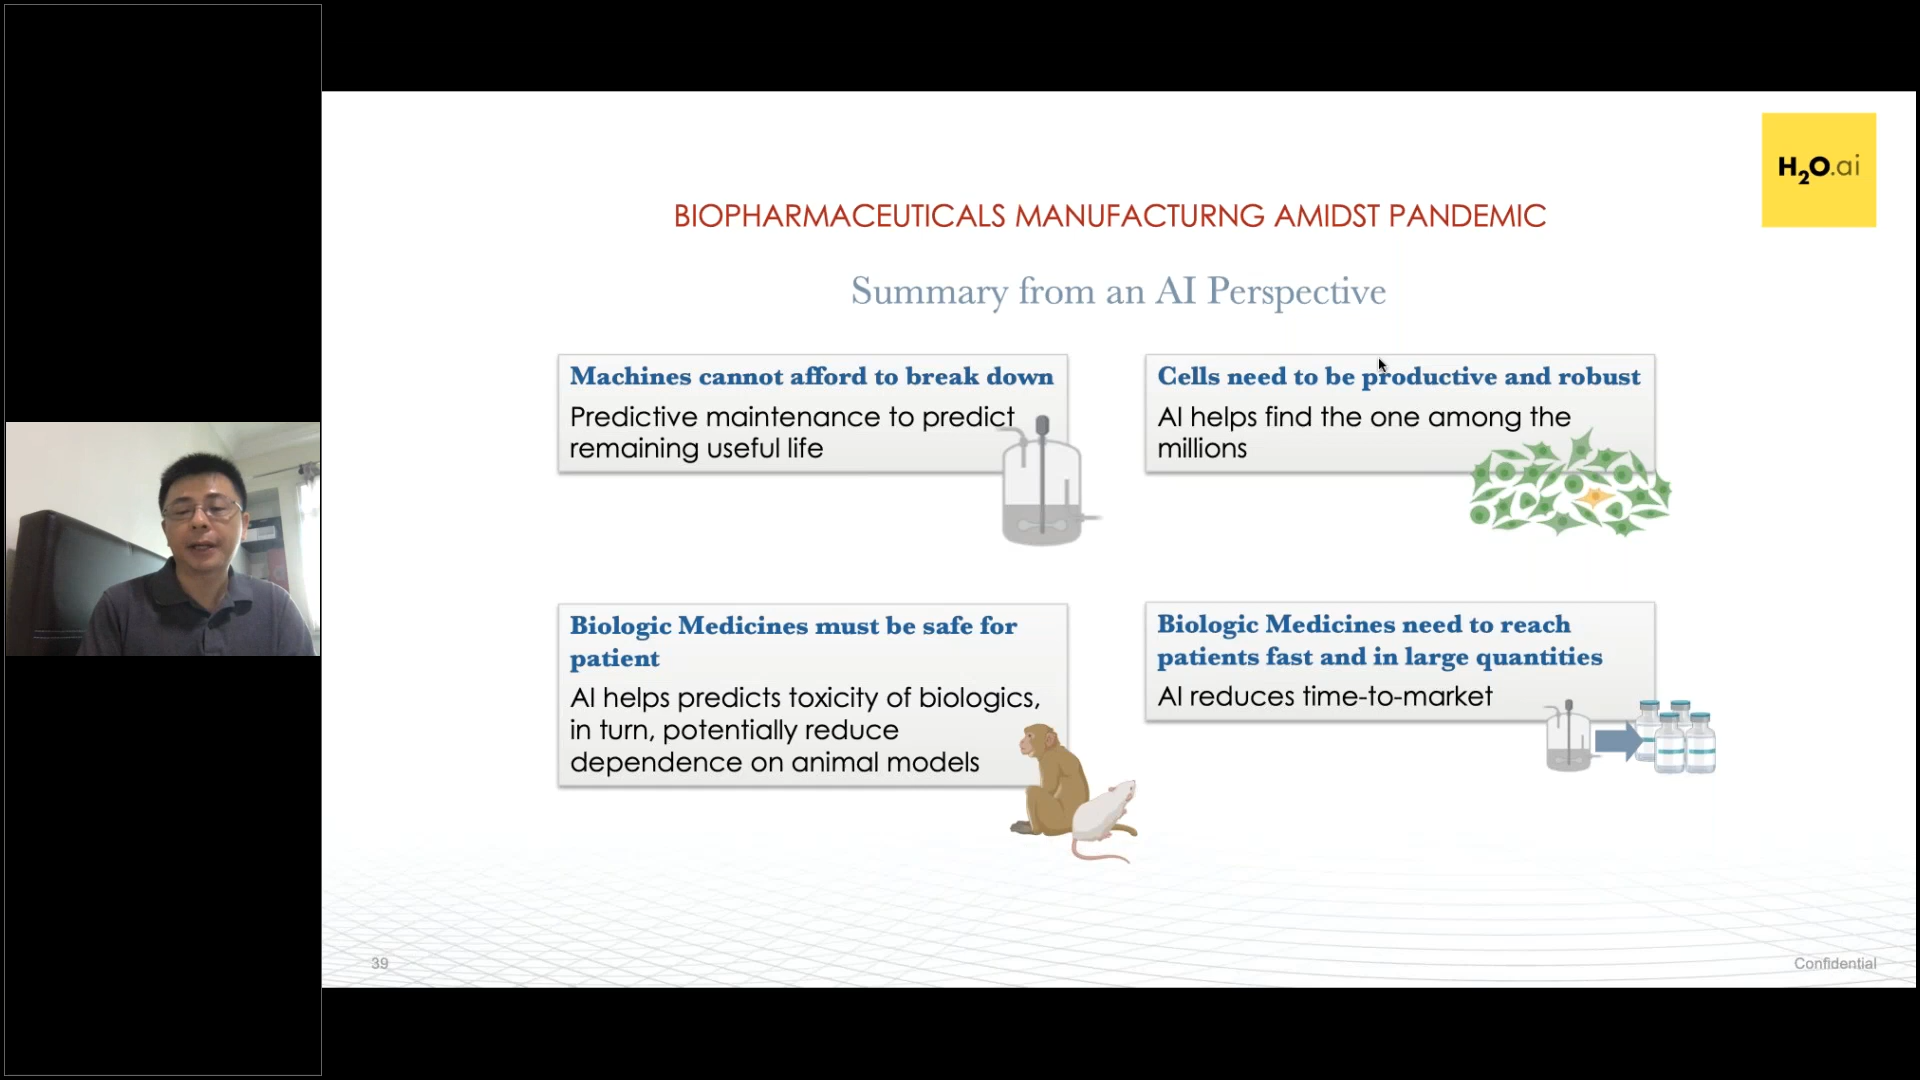 H2O.ai
BIOPHARMACEUTICALS MANUFACTURNG AMIDST PANDEMIC
Summary from an AI Perspective
Machines cannot afford to break down
Predictive maintenance to predict
remaining useful life
Cells need to be productive and robust
AI helps find the one among the
millions
Biologic Medicines must be safe for
patient
AI helps predicts toxicity of biologics,
in turn, potentially reduce
dependence on animal models
Biologic Medicines need to reach
patients fast and in large quantities
AI reduces time-to-market
39
Confidential